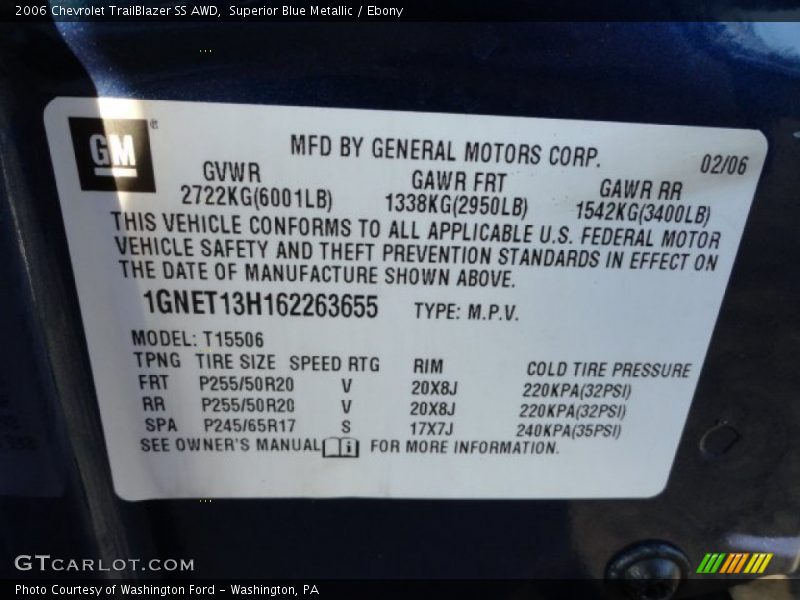 2006 Chevrolet TrailBlazer SS AWD, Superior Blue Metallic / Ebony
GM
MFD BY GENERAL MOTORS CORP. 02/06
GVWR GAWR FRT GAWR RR
2722KG(6001LB) 1338KG(2950LB) 1542KG(3400LB)
THIS VEHICLE CONFORMS TO ALL APPLICABLE U.S. FEDERAL MOTOR
VEHICLE SAFETY AND THEFT PREVENTION STANDARDS IN EFFECT ON
THE DATE OF MANUFACTURE SHOWN ABOVE.
1GNET13H162263655 TYPE: M.P.V.
MODEL: T15506
TPNG TIRE SIZE SPEED RTG RIM COLD TIRE PRESSURE
FRT P255/50R20 V 20X8J 220KPA(32PSI)
RR P255/50R20 V 20X8J 220KPA(32PSI)
SPA P245/65R17 S 17X7J 240KPA(35PSI)
SEE OWNER'S MANUAL i FOR MORE INFORMATION.
GTCARLOT.COM
Photo Courtesy of Washington Ford - Washington, PA